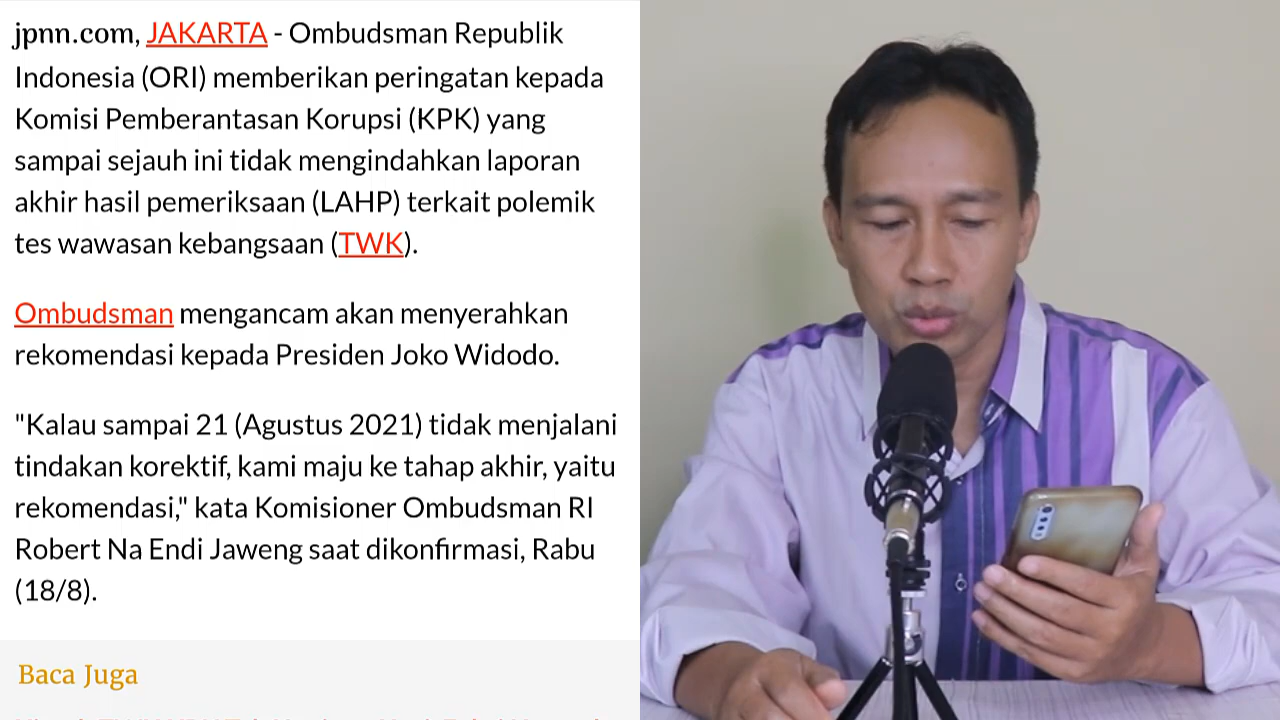 jpnn.com, JAKARTA - Ombudsman Republik
Indonesia (ORI) memberikan peringatan kepada
Komisi Pemberantasan Korupsi (KPK) yang
sampai sejauh ini tidak mengindahkan laporan
akhir hasil pemeriksaan (LAHP) terkait polemik
tes wawasan kebangsaan (TWK).
Ombudsman mengancam akan menyerahkan
rekomendasi kepada Presiden Joko Widodo.
"Kalau sampai 21 (Agustus 2021) tidak menjalani
tindakan korektif, kami maju ke tahap akhir, yaitu
rekomendasi," kata Komisioner Ombudsman RI
Robert Na Endi Jaweng saat dikonfirmasi, Rabu
(18/8).
Baca Juga